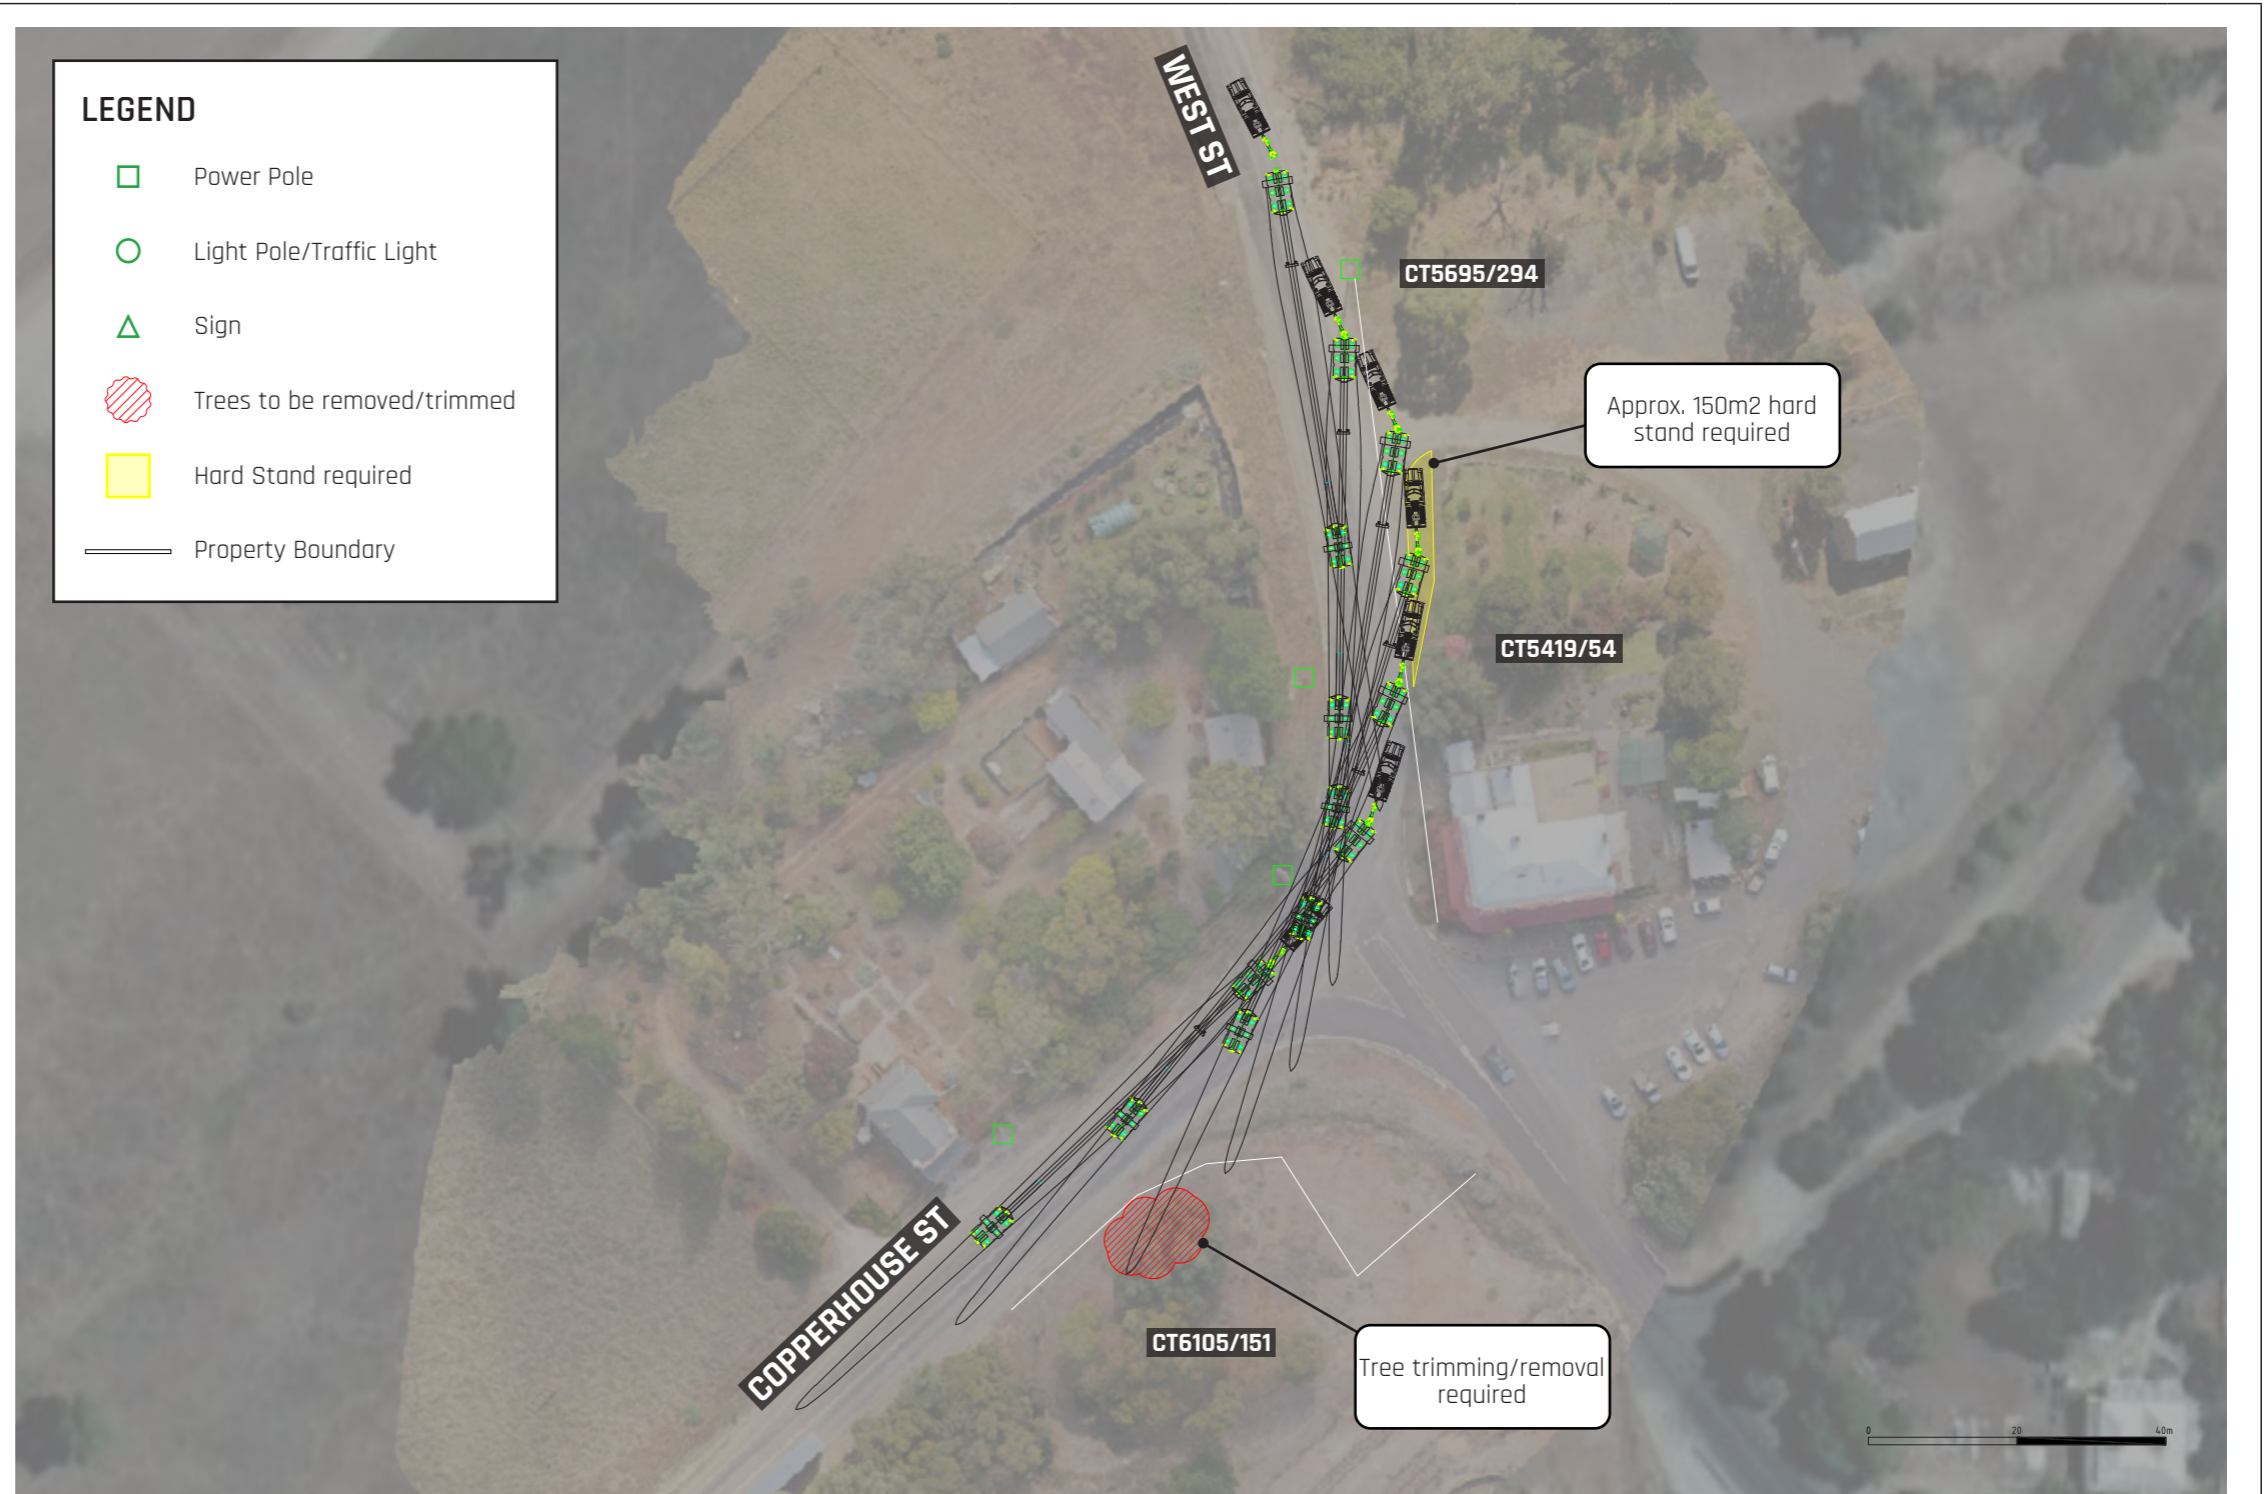 LEGEND
Power Pole
Light Pole/Traffic Light
Sign
Trees to be removed/trimmed
Hard Stand required
Property Boundary
WEST ST
CT5695/294
Approx. 150m2 hard
stand required
CT5419/54
COPPERHOUSE ST
CT6105/151
Tree trimming/removal
required
0 20 40m